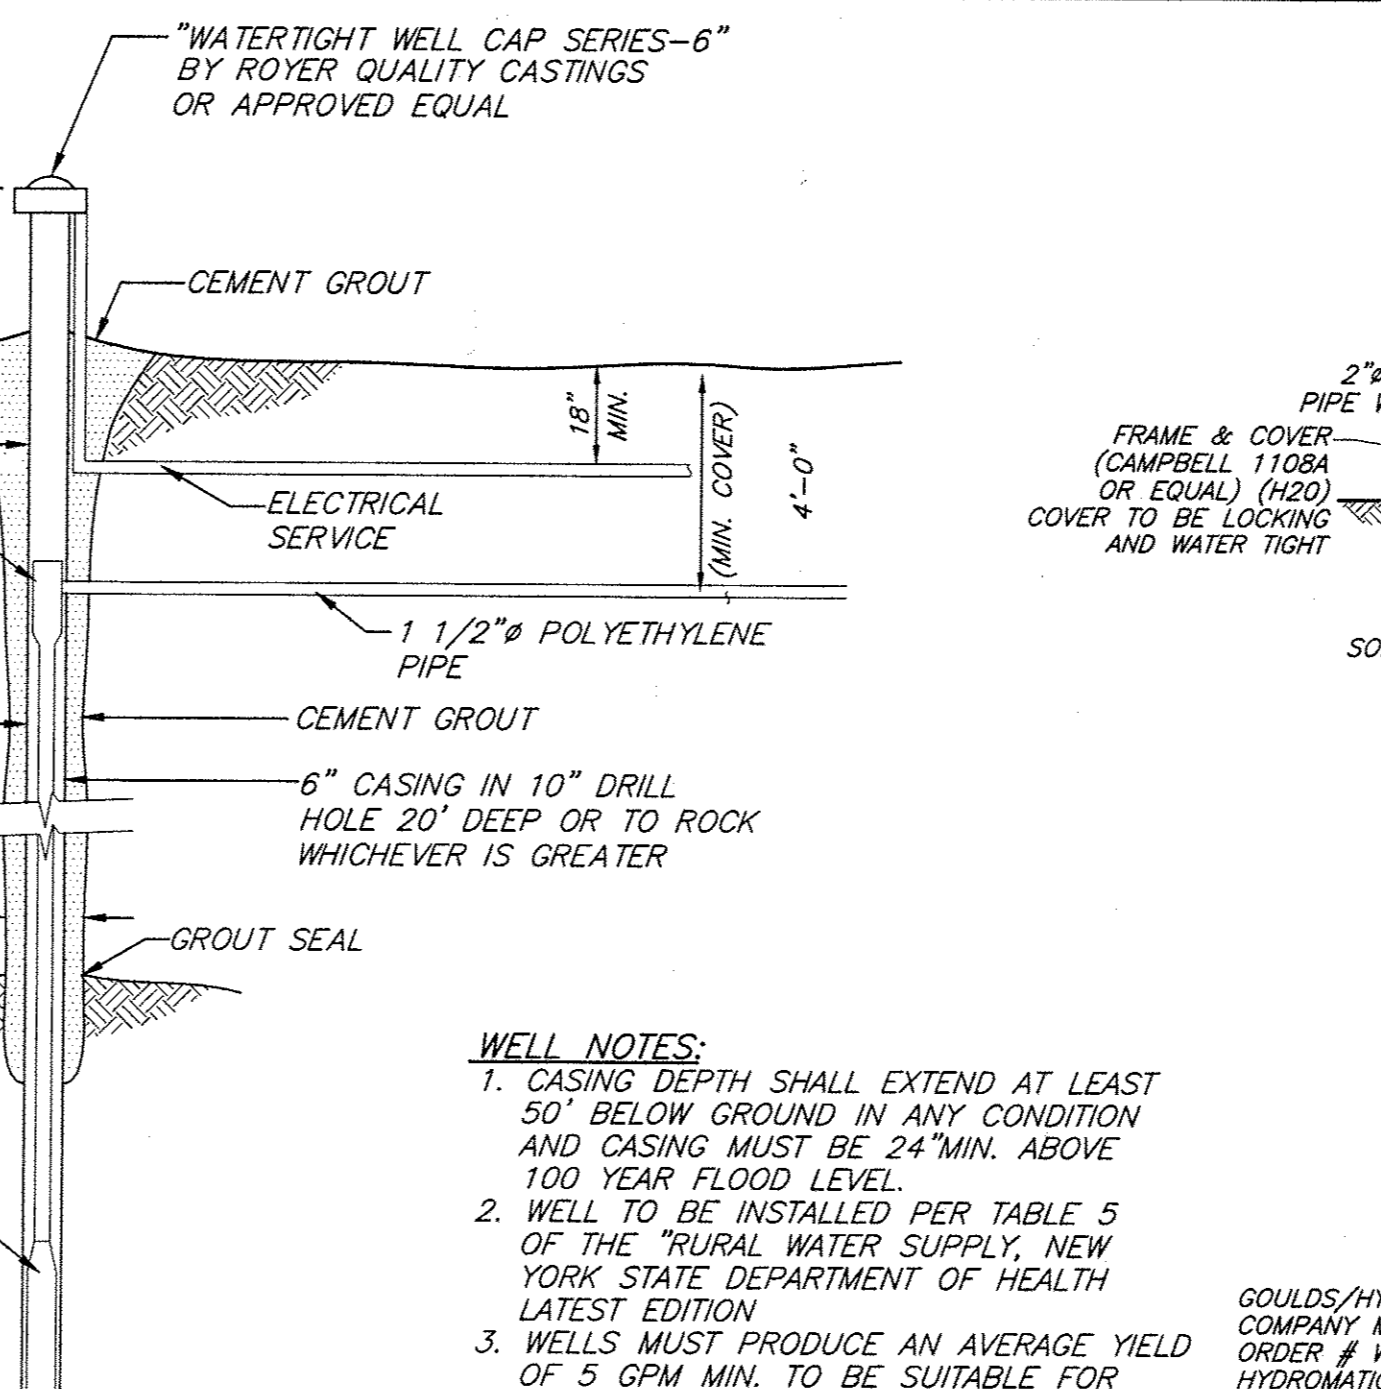 "WATERTIGHT WELL CAP SERIES-6"
BY ROYER QUALITY CASTINGS
OR APPROVED EQUAL
CEMENT GROUT
18"
MIN.
(MIN. COVER)
4'-0"
ELECTRICAL
SERVICE
1 1/2"ø POLYETHYLENE
PIPE
CEMENT GROUT
6" CASING IN 10" DRILL
HOLE 20' DEEP OR TO ROCK
WHICHEVER IS GREATER
GROUT SEAL
2"ø
PIPE
FRAME & COVER
(CAMPBELL 1108A
OR EQUAL) (H20)
COVER TO BE LOCKING
AND WATER TIGHT
WELL NOTES:
1. CASING DEPTH SHALL EXTEND AT LEAST
50' BELOW GROUND IN ANY CONDITION
AND CASING MUST BE 24"MIN. ABOVE
100 YEAR FLOOD LEVEL.
2. WELL TO BE INSTALLED PER TABLE 5
OF THE "RURAL WATER SUPPLY, NEW
YORK STATE DEPARTMENT OF HEALTH
LATEST EDITION
3. WELLS MUST PRODUCE AN AVERAGE YIELD
OF 5 GPM MIN. TO BE SUITABLE FOR
GOULDS/HY
COMPANY
ORDER #
HYDROMATIC